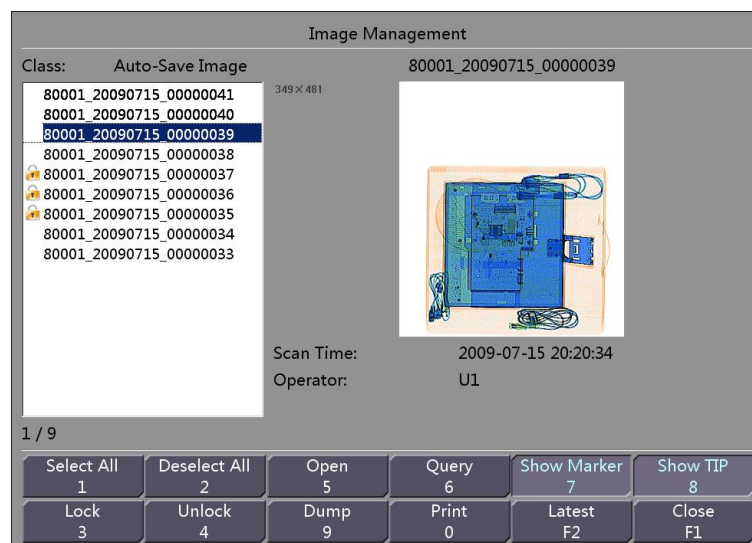 Image Management
Class: Auto-Save Image
80001_20090715_00000039
80001_20090715_00000041
80001_20090715_00000040
80001_20090715_00000039
80001_20090715_00000038
80001_20090715_00000037
80001_20090715_00000036
80001_20090715_00000035
80001_20090715_00000034
80001_20090715_00000033
349×481
Scan Time: 2009-07-15 20:20:34
Operator: U1
1 / 9
Select All Deselect All Open Query Show Marker Show TIP
1 2 5 6 7 8
Lock Unlock Dump Print Latest Close
3 4 9 0 F2 F1